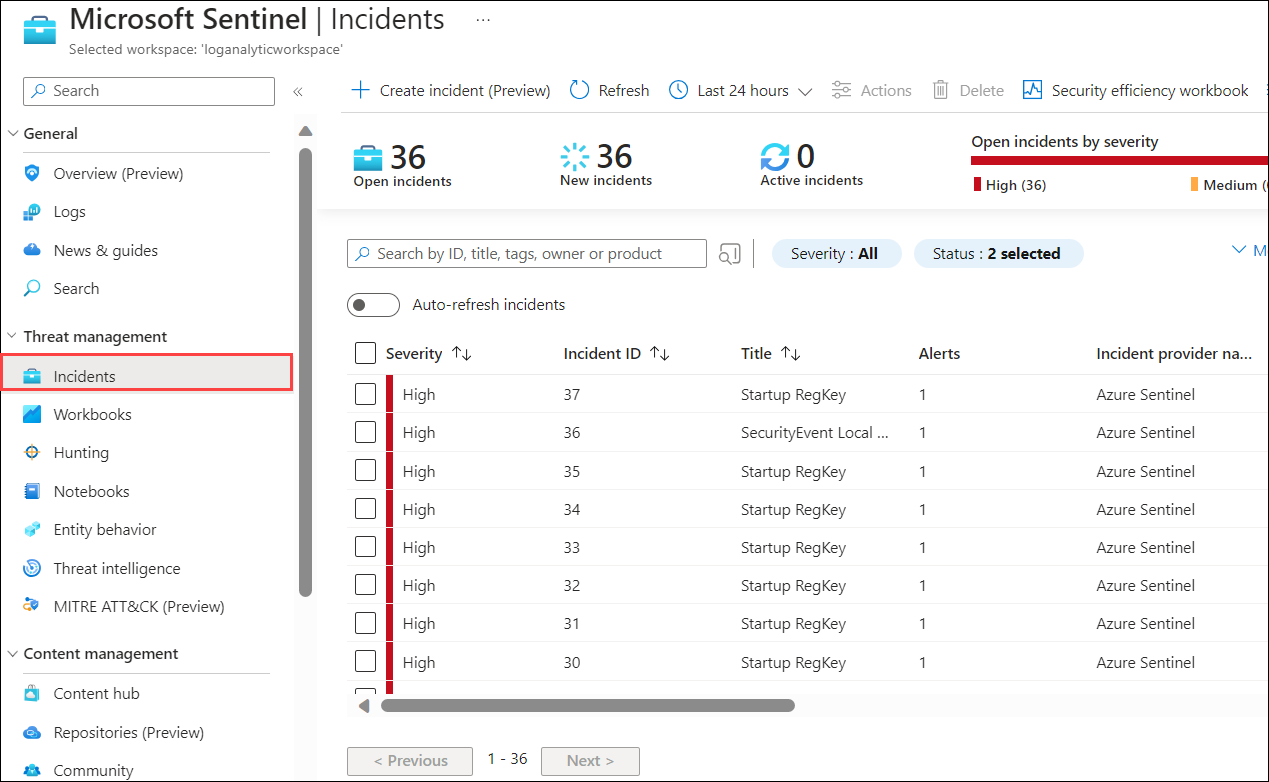 Microsoft Sentinel | Incidents ...
Selected workspace: 'loganalyticworkspace'
Search «
General
Overview (Preview)
Logs
News & guides
Search
Threat management
Incidents
Workbooks
Hunting
Notebooks
Entity behavior
Threat intelligence
MITRE ATT&CK (Preview)
Content management
Content hub
Repositories (Preview)
Community
Create incident (Preview) Refresh Last 24 hours Actions Delete Security efficiency workbook
36 36 0
Open incidents New incidents Active incidents
Open incidents by severity
High (36) Medium (
Search by ID, title, tags, owner or product Severity : All Status : 2 selected M
Auto-refresh incidents
Severity Incident ID Title Alerts Incident provider na...
High 37 Startup RegKey 1 Azure Sentinel
High 36 SecurityEvent Local ... 1 Azure Sentinel
High 35 Startup RegKey 1 Azure Sentinel
High 34 Startup RegKey 1 Azure Sentinel
High 33 Startup RegKey 1 Azure Sentinel
High 32 Startup RegKey 1 Azure Sentinel
High 31 Startup RegKey 1 Azure Sentinel
High 30 Startup RegKey 1 Azure Sentinel
< Previous 1 - 36 Next >